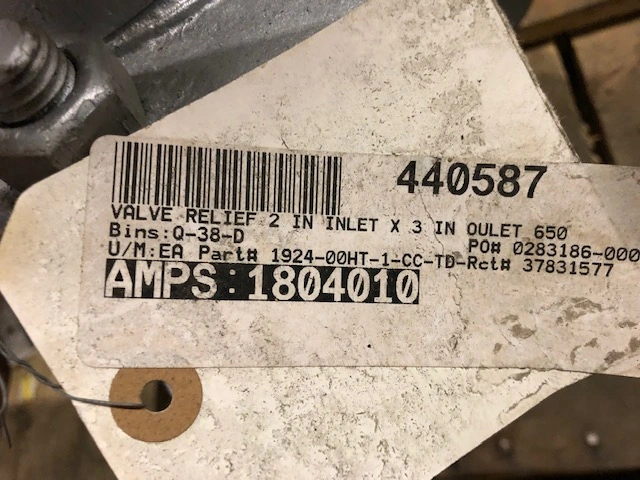 440587
VALVE RELIEF 2 IN INLET X 3 IN OULET 650
Bins:Q-38-D PO# 0283186-000
U/M:EA Part# 1924-00HT-1-CC-TD-Rct# 37831577
AMPS:1804010